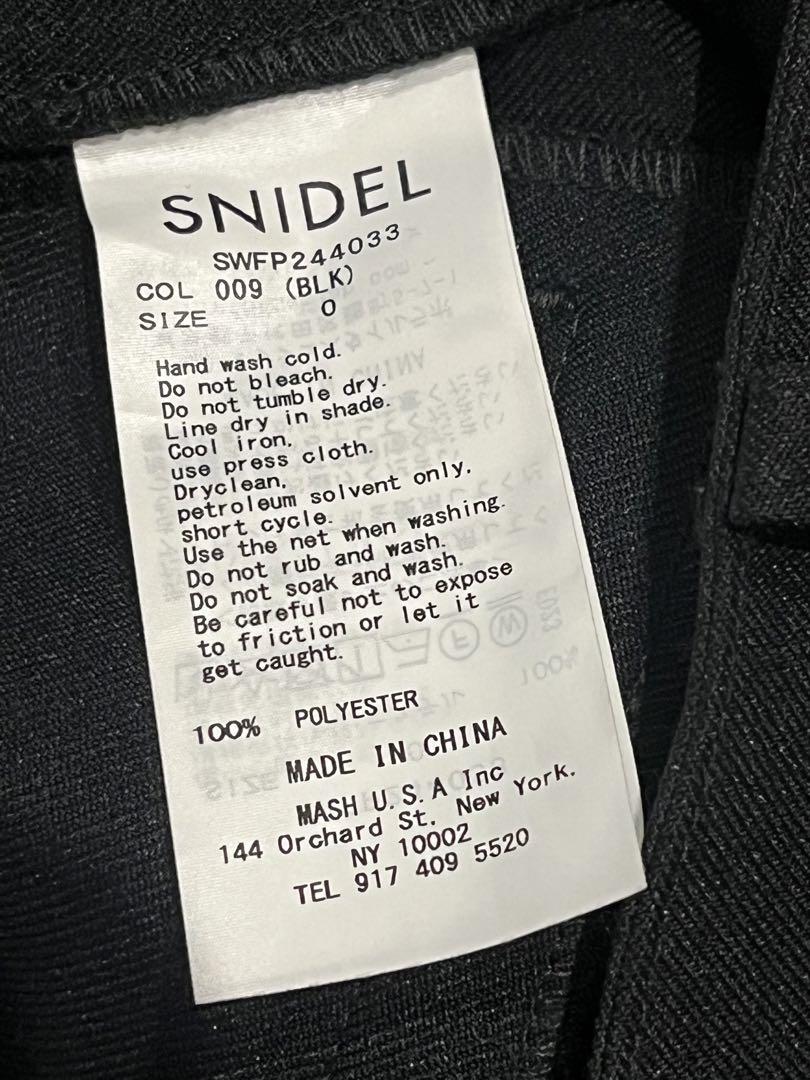 SNIDEL
SWFP244033
COL 009 (BLK)
SIZE 0
Hand wash cold.
Do not bleach.
Do not tumble dry.
Line dry in shade.
Cool iron,
use press cloth.
Dryclean,
petroleum solvent only,
short cycle.
Use the net when washing.
Do not rub and wash.
Do not soak and wash.
Be careful not to expose
to friction or let it
get caught.
100% POLYESTER
MADE IN CHINA
MASH U.S.A Inc
144 Orchard St. New York.
NY 10002
TEL 917 409 5520